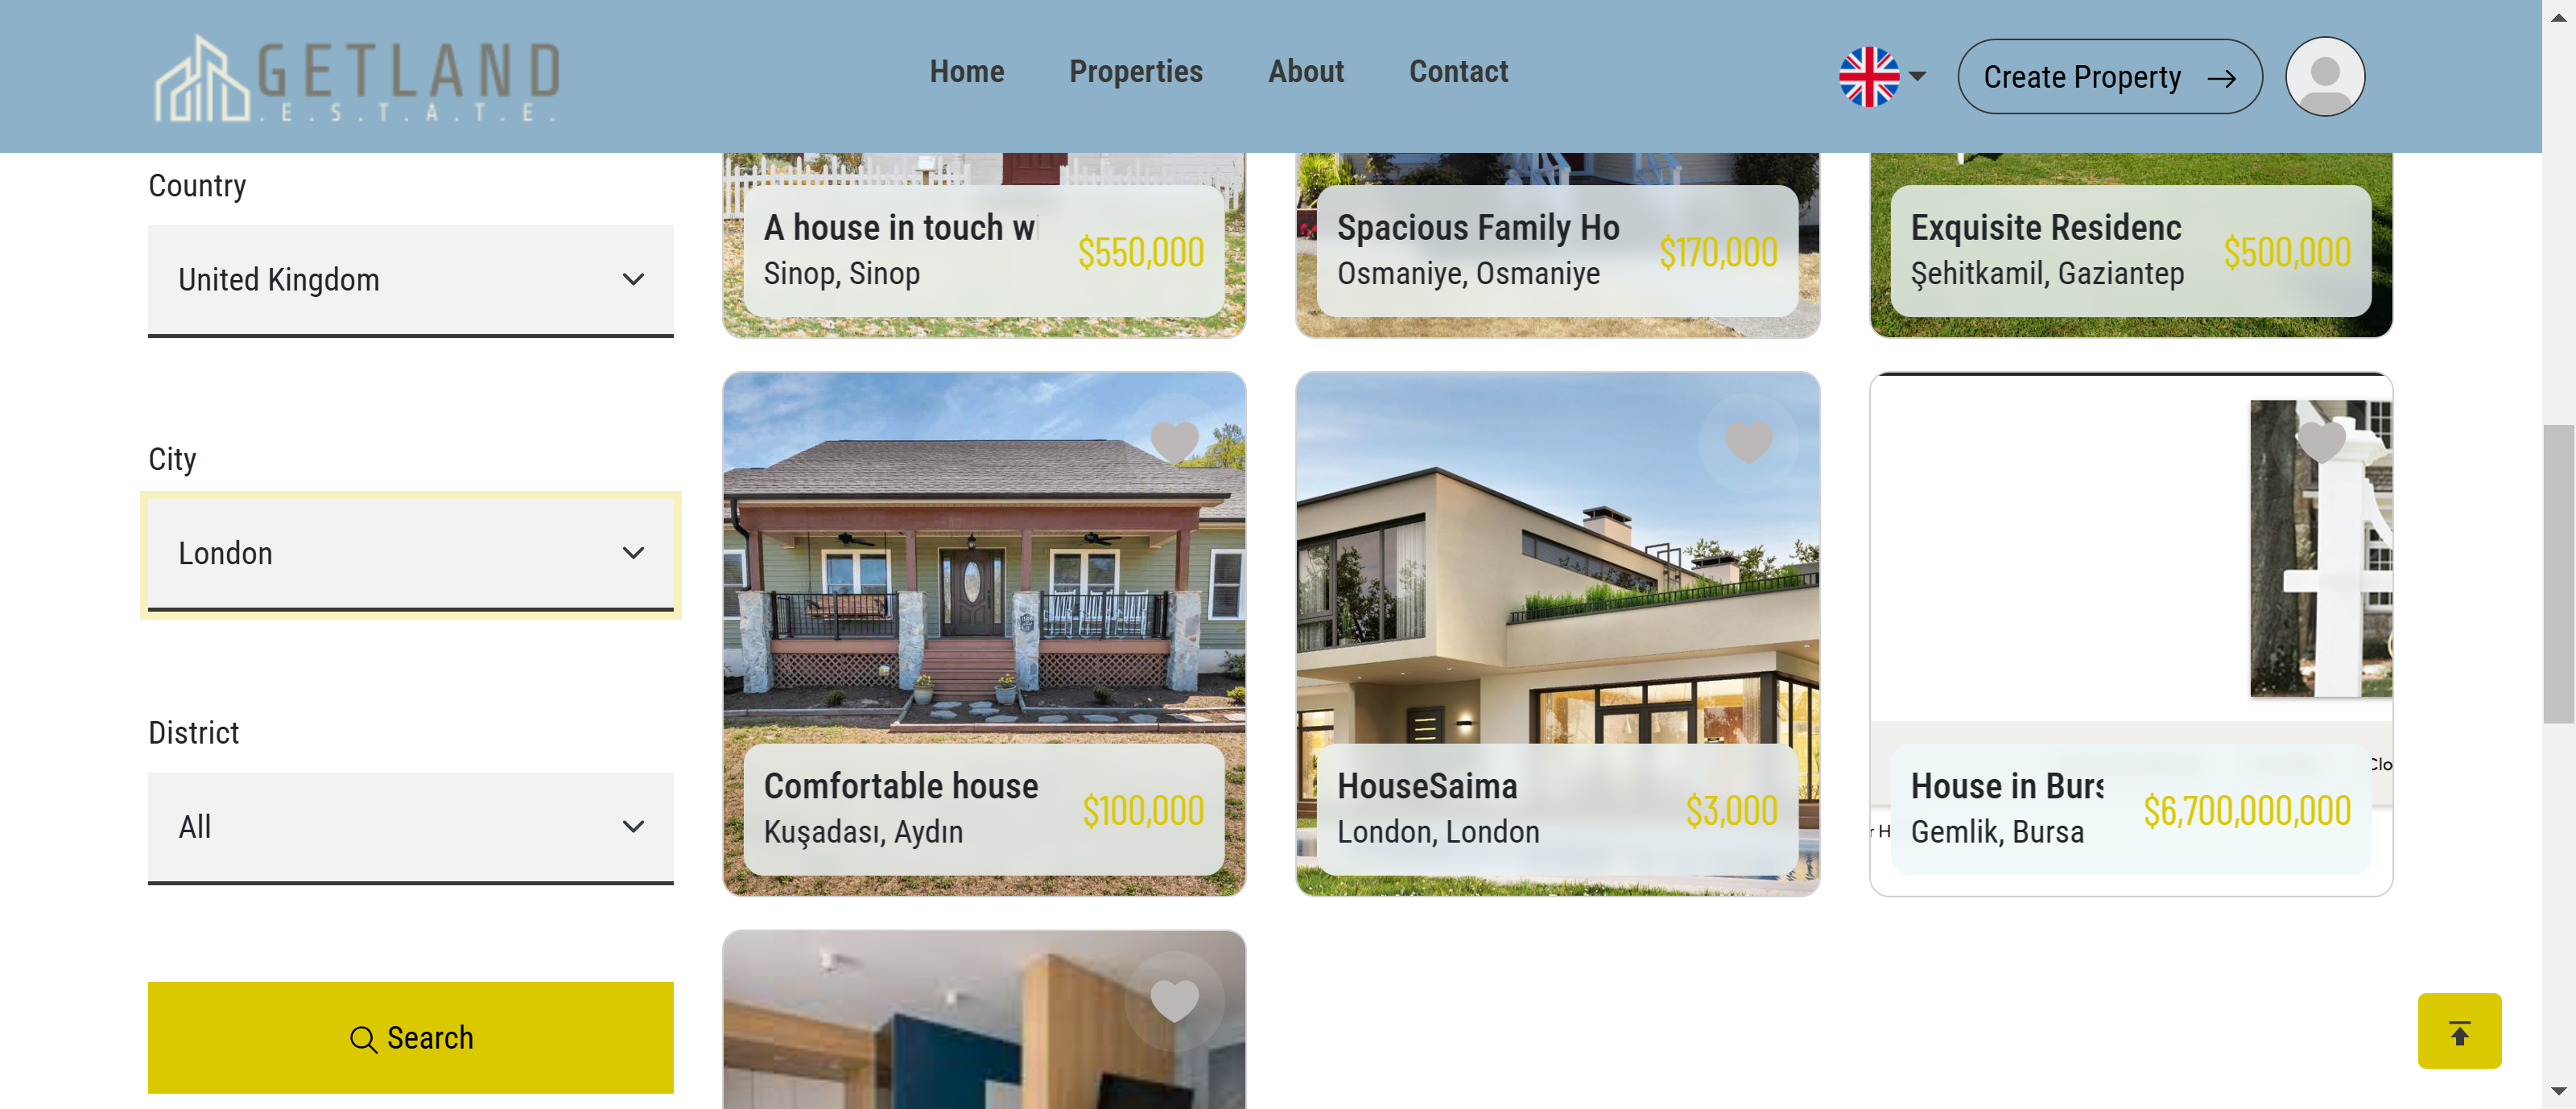 GETLAND
.E.S.T.A.T.E.
Home
Properties
About
Contact
Create Property
Country
United Kingdom
City
London
District
All
Search
A house in touch w
Sinop, Sinop
$550,000
Spacious Family Ho
Osmaniye, Osmaniye
$170,000
Exquisite Residenc
Şehitkamil, Gaziantep
$500,000
Comfortable house
Kuşadası, Aydın
$100,000
HouseSaima
London, London
$3,000
Clo
r H
House in Burs
Gemlik, Bursa
$6,700,000,000